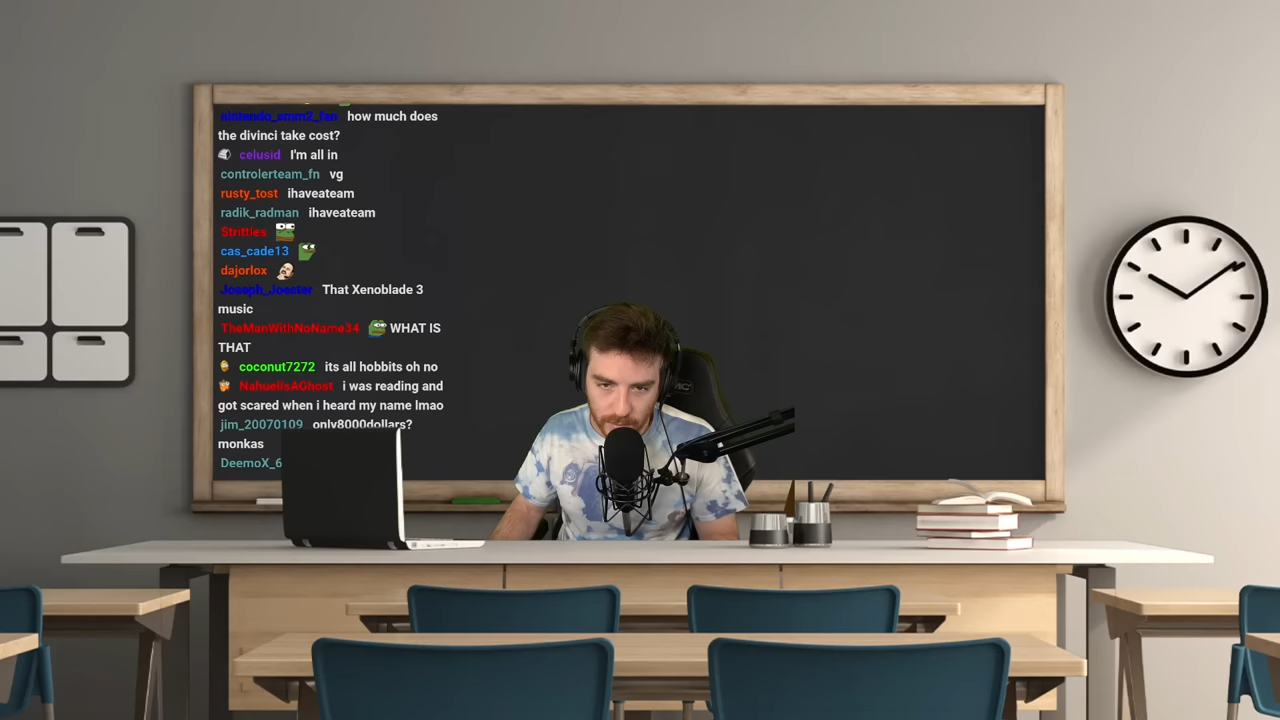 nintendo_smm2_fan how much does
the divinci take cost?
celusid I'm all in
controlerteam_fn vg
rusty_tost ihaveateam
radik_radman ihaveateam
Stritties
cas_cade13
dajorlox
Joseph_Joester That Xenoblade 3
music
TheManWithNoName34 WHAT IS
THAT
coconut7272 its all hobbits oh no
NahuelIsAGhost i was reading and
got scared when i heard my name lmao
jim_20070109 only8000dollars?
monkas
DeemoX_6